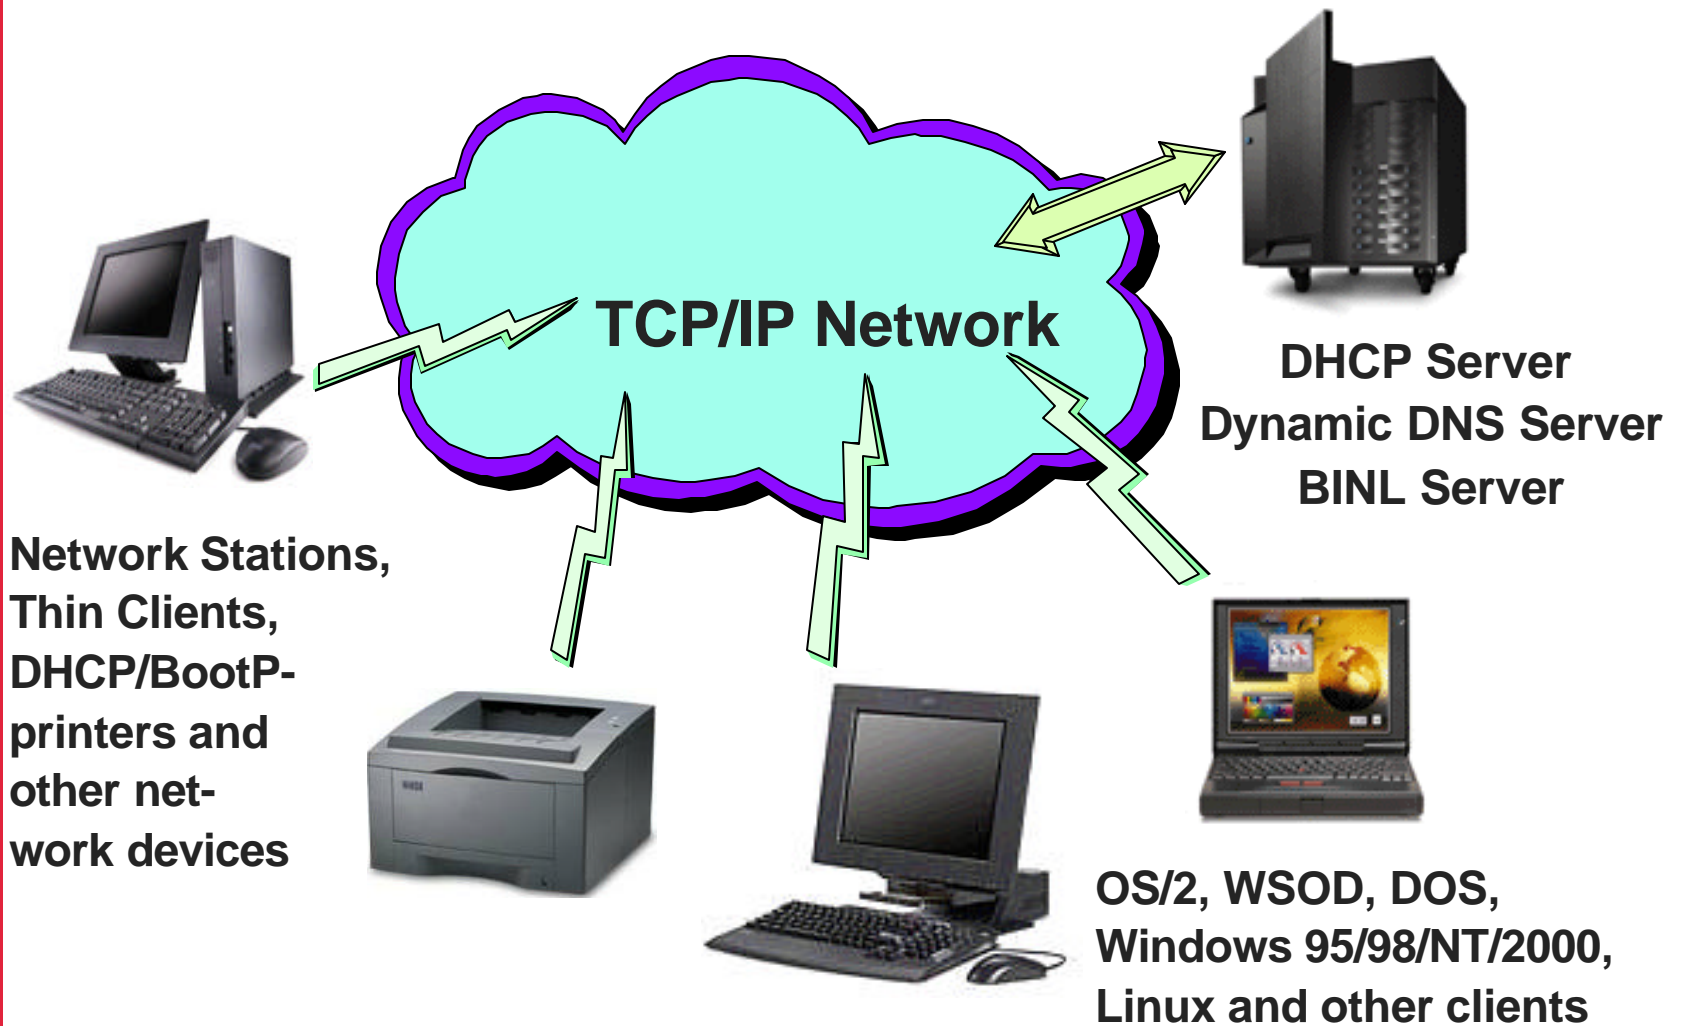 TCP/IP Network
DHCP Server
Dynamic DNS Server
BINL Server
Network Stations,
Thin Clients,
DHCP/BootP-
printers and
other net-
work devices
OS/2, WSOD, DOS,
Windows 95/98/NT/2000,
Linux and other clients